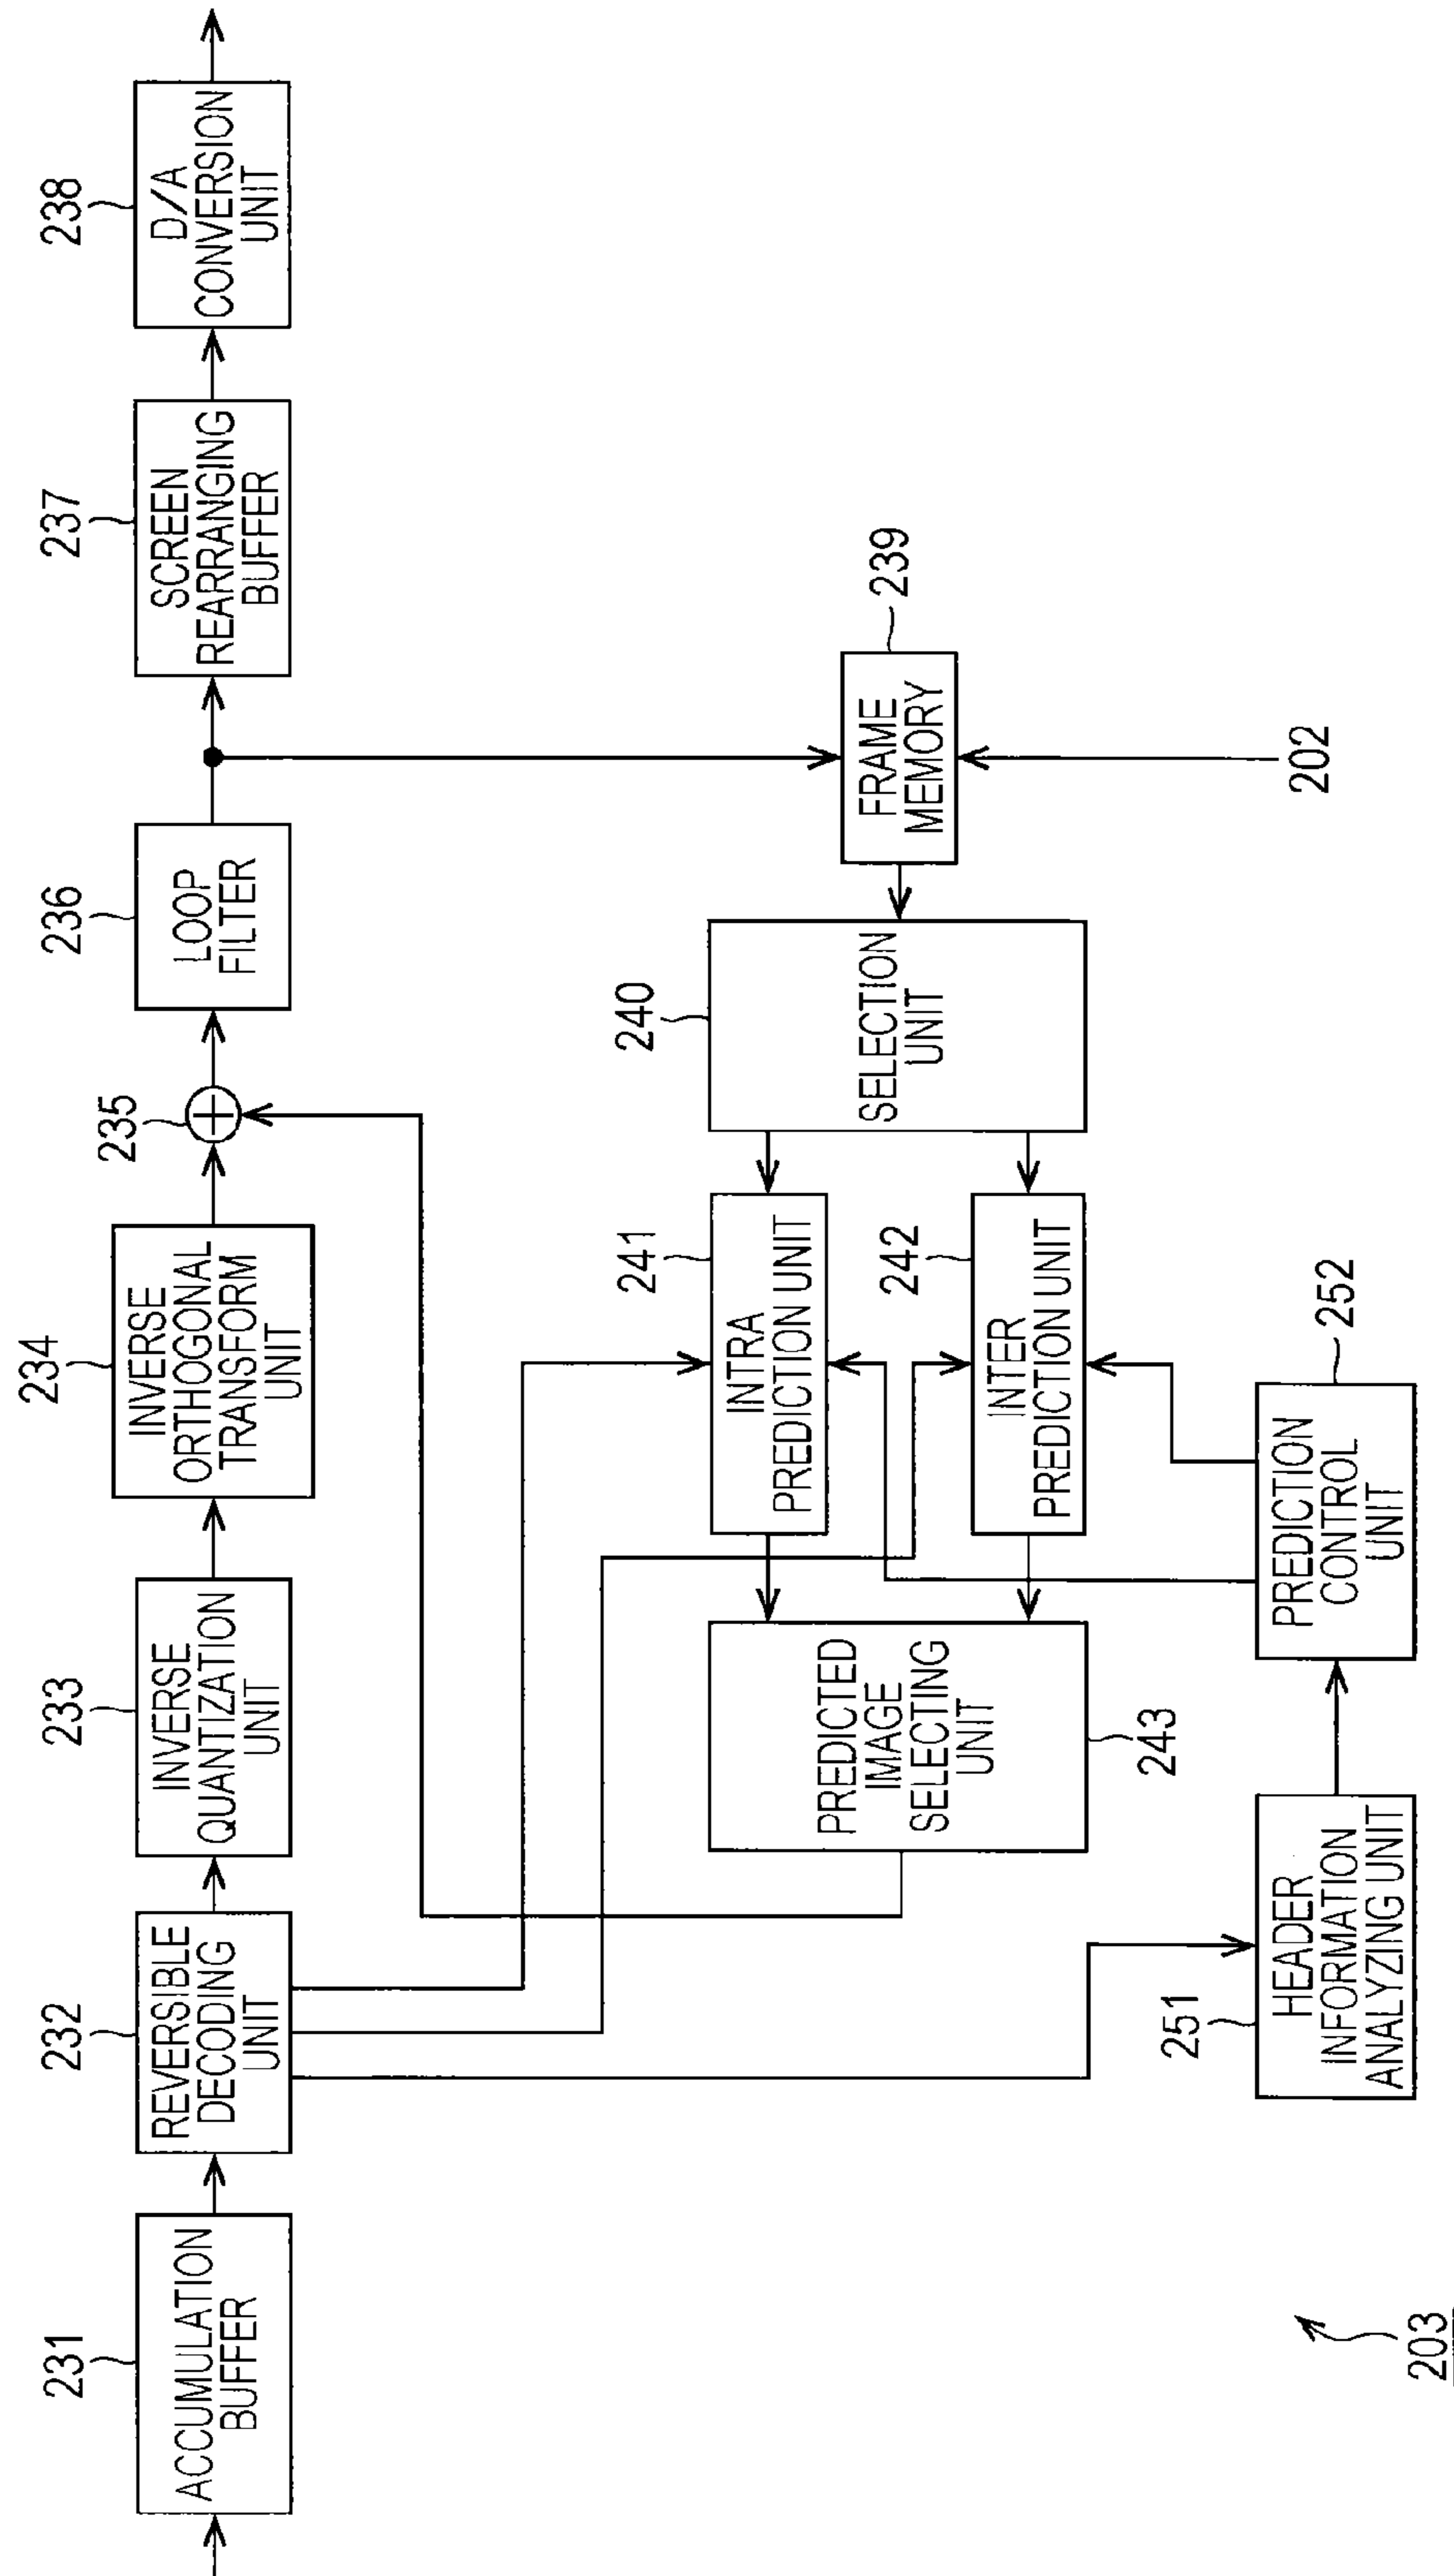 231
ACCUMULATION
BUFFER
232
REVERSIBLE
DECODING
UNIT
233
INVERSE
QUANTIZATION
UNIT
234
INVERSE
ORTHOGONAL
TRANSFORM
UNIT
235
236
LOOP
FILTER
237
SCREEN
REARRANGING
BUFFER
238
D/A
CONVERSION
UNIT
243
PREDICTED
IMAGE
SELECTING
UNIT
241
INTRA
PREDICTION UNIT
242
INTER
PREDICTION UNIT
240
SELECTION
UNIT
FRAME
MEMORY
239
202
251
HEADER
INFORMATION
ANALYZING UNIT
252
PREDICTION
CONTROL
UNIT
203